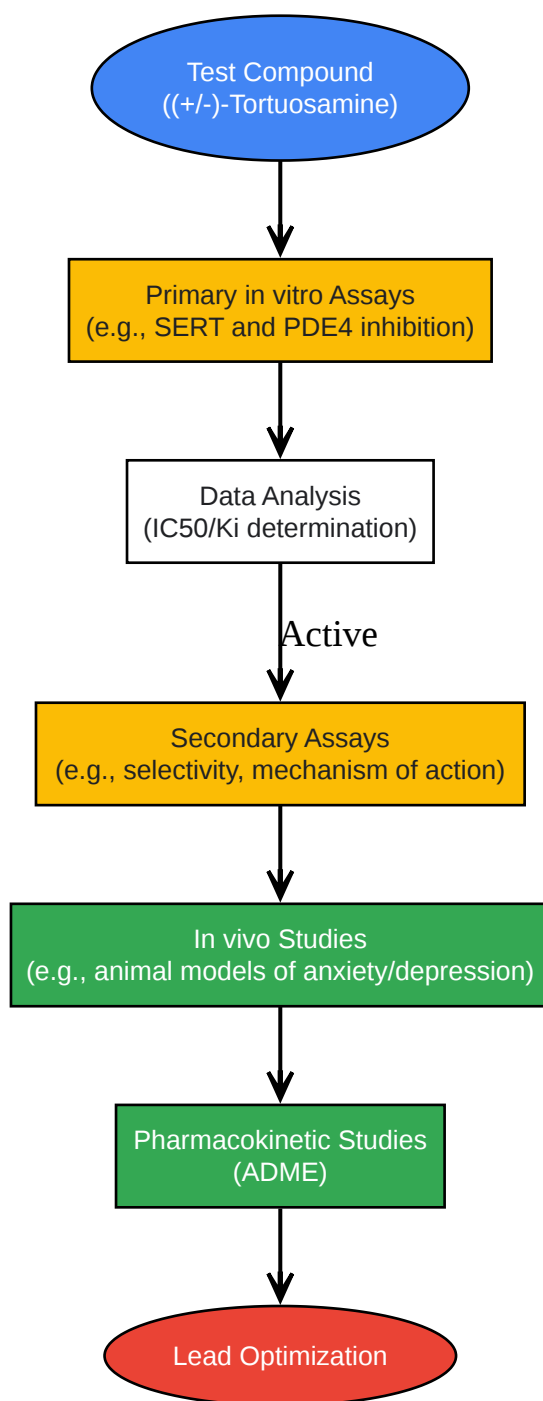 Test Compound
((+/-)-Tortuosamine)
Primary in vitro Assays
(e.g., SERT and PDE4 inhibition)
Data Analysis
(IC50/Ki determination)
Active
Secondary Assays
(e.g., selectivity, mechanism of action)
In vivo Studies
(e.g., animal models of anxiety/depression)
Pharmacokinetic Studies
(ADME)
Lead Optimization